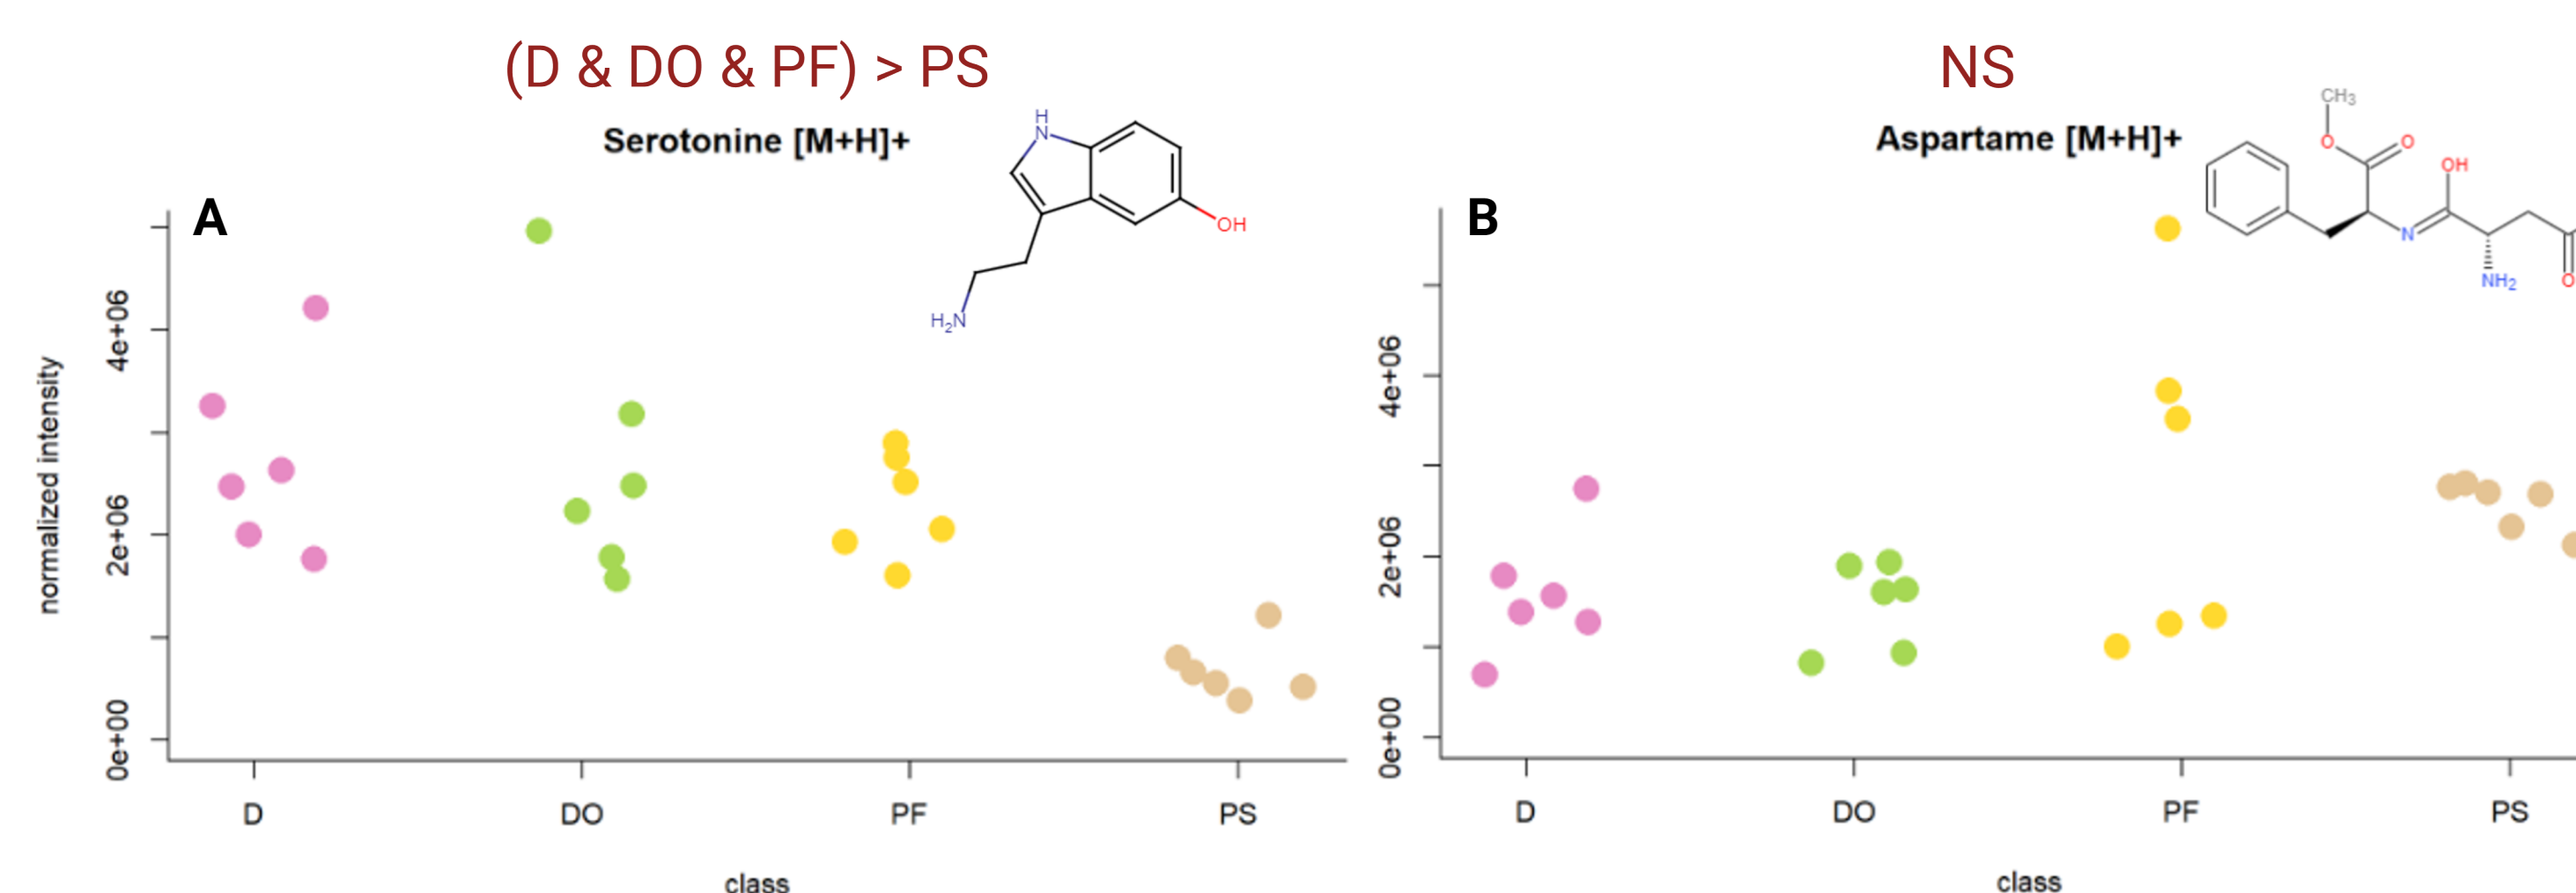 (D & DO & PF) > PS
Serotonine [M+H]+
A
H
N
OH
H2N
normalized intensity
4e+06
2e+06
0e+00
D
DO
PF
PS
class
NS
Aspartame [M+H]+
B
CH3
O
O
OH
N
NH2
O
4e+06
2e+06
0e+00
D
DO
PF
PS
class